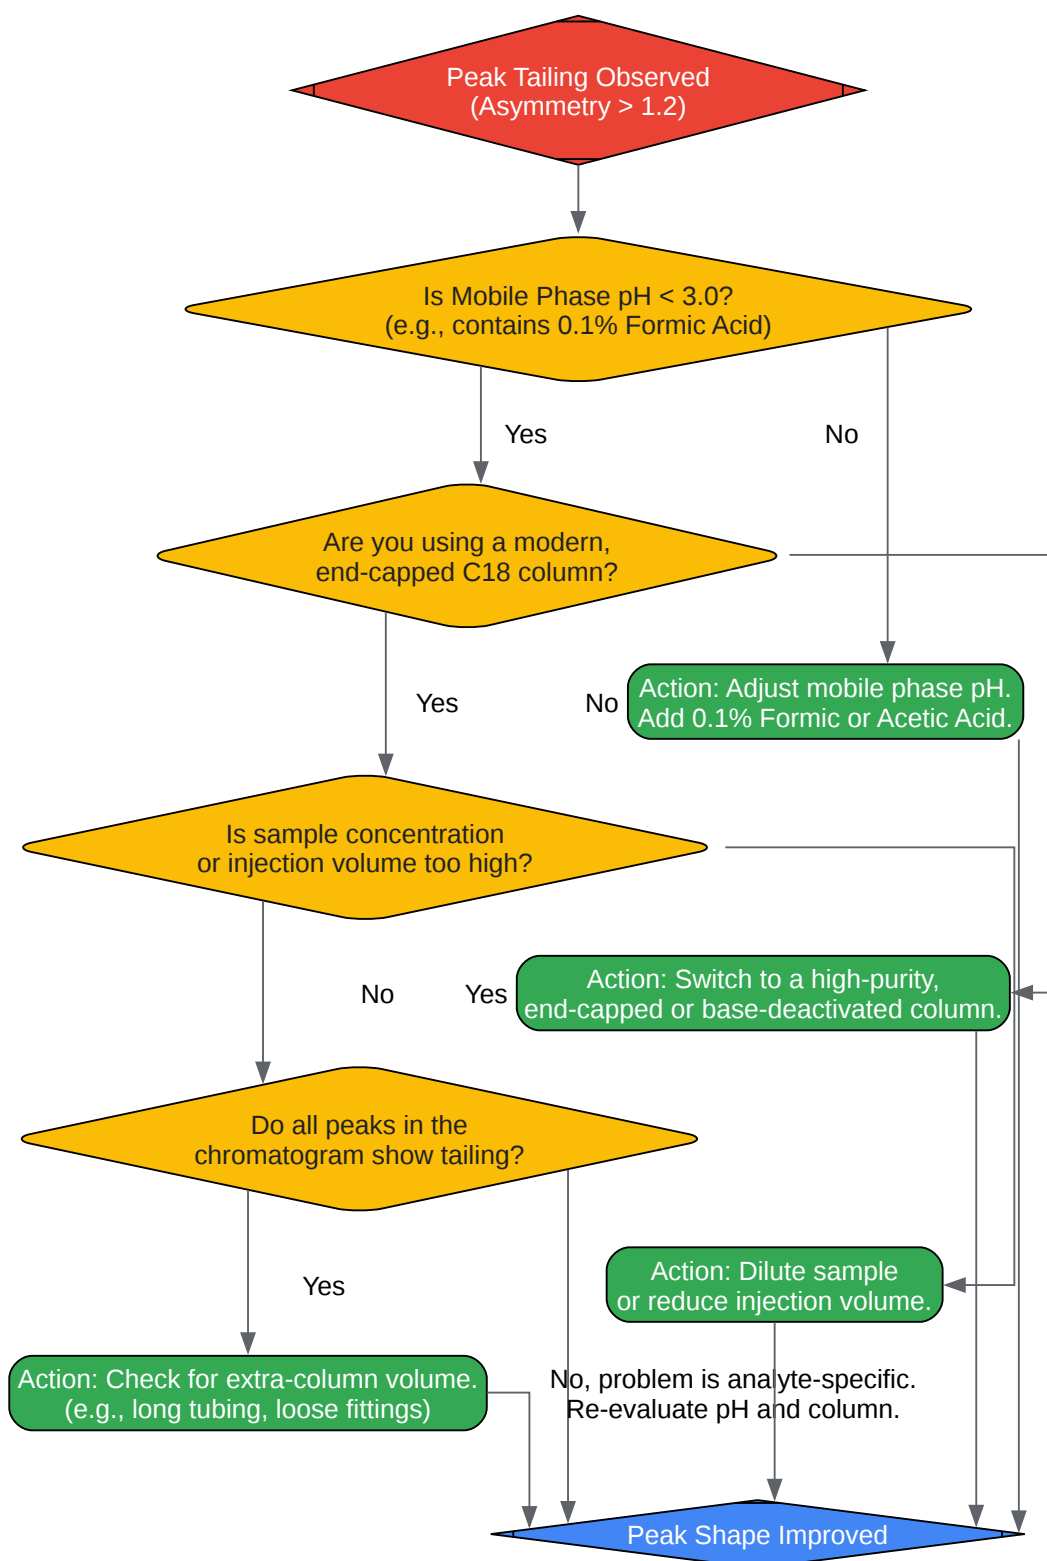 Peak Tailing Observed
(Asymmetry > 1.2)
Is Mobile Phase pH < 3.0?
(e.g., contains 0.1% Formic Acid)
Yes
No
Are you using a modern,
end-capped C18 column?
Yes
No
Action: Adjust mobile phase pH.
Add 0.1% Formic or Acetic Acid.
Is sample concentration
or injection volume too high?
No
Yes
Action: Switch to a high-purity,
end-capped or base-deactivated column.
Do all peaks in the
chromatogram show tailing?
Yes
Action: Dilute sample
or reduce injection volume.
Action: Check for extra-column volume.
(e.g., long tubing, loose fittings)
No, problem is analyte-specific.
Re-evaluate pH and column.
Peak Shape Improved